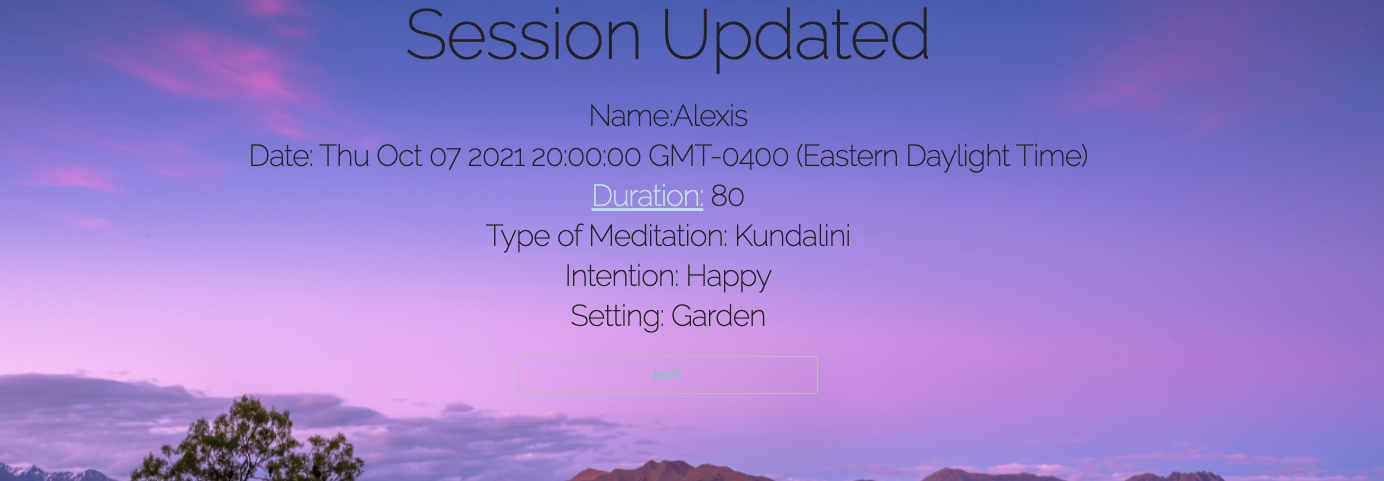 Session Updated
Name:Alexis
Date: Thu Oct 07 2021 20:00:00 GMT-0400 (Eastern Daylight Time)
Duration: 80
Type of Meditation: Kundalini
Intention: Happy
Setting: Garden
EDIT